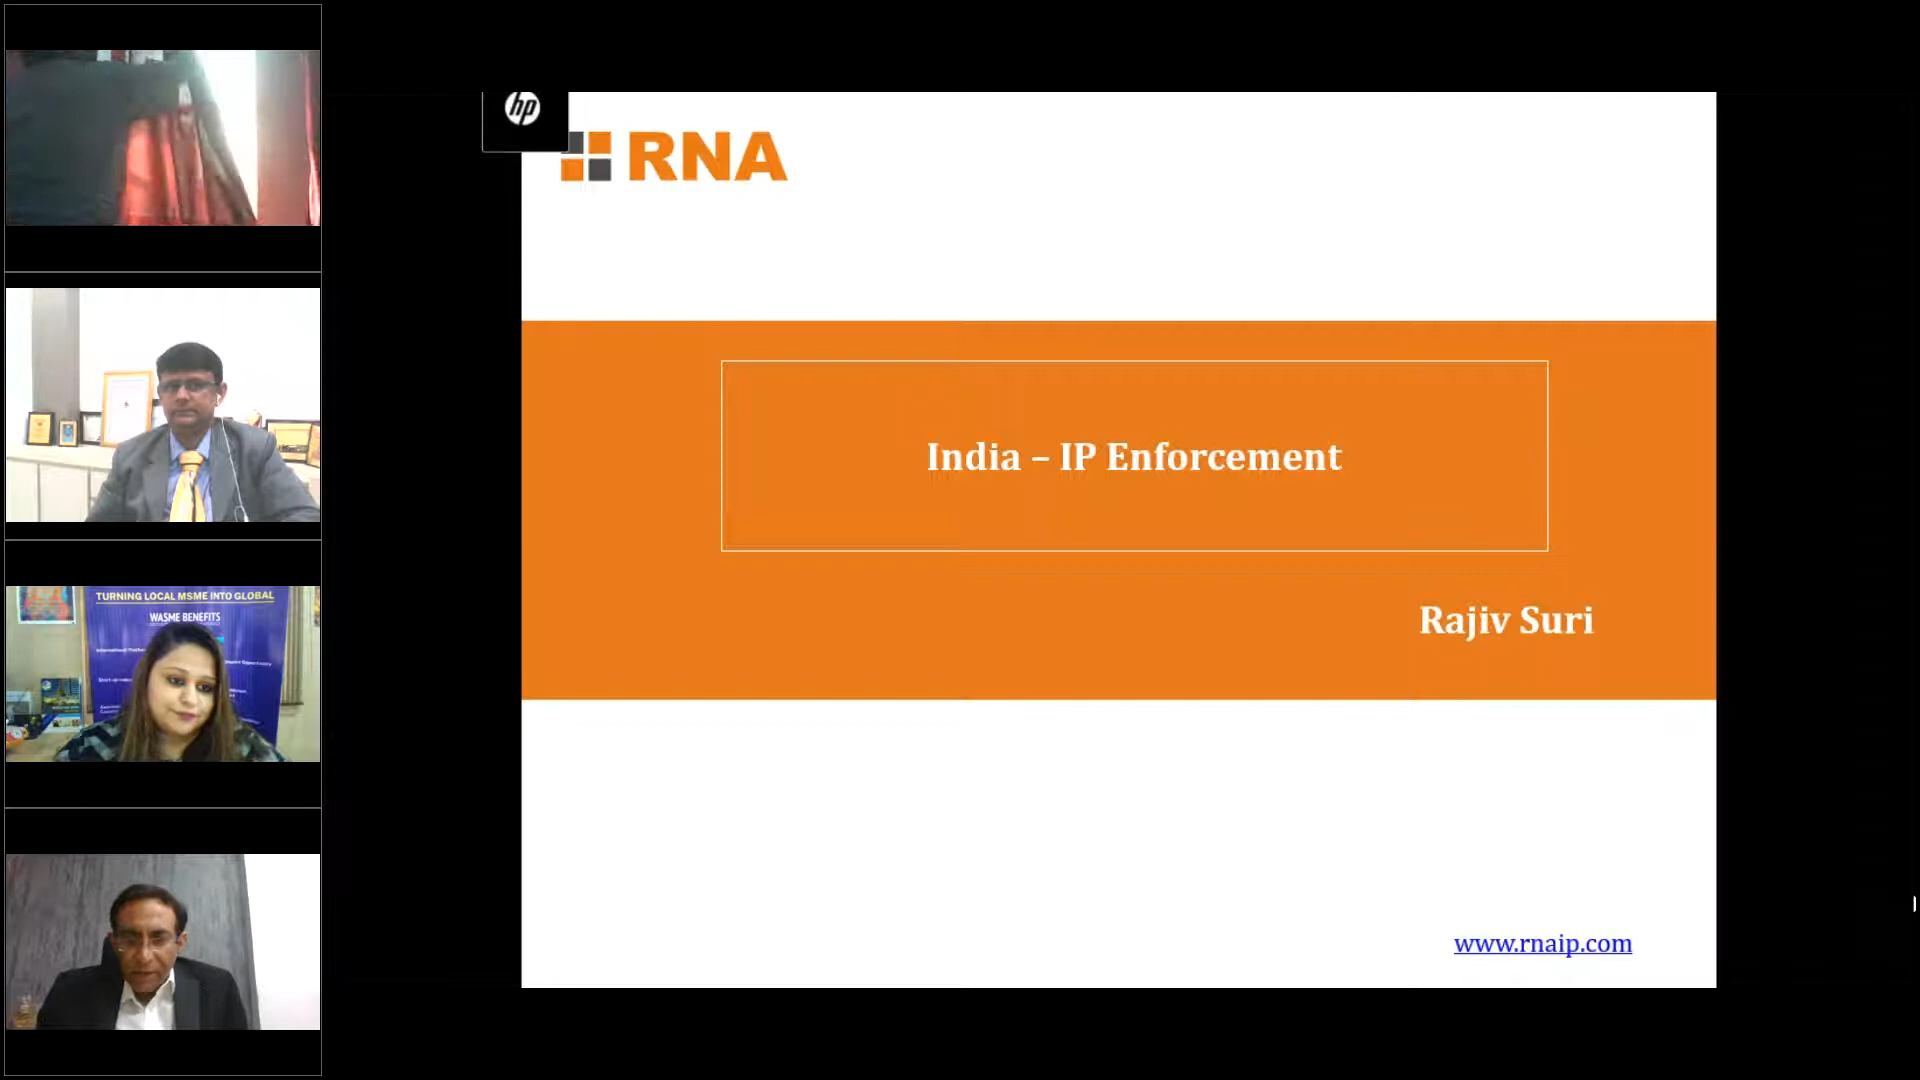 hp
RNA
India – IP Enforcement
Rajiv Suri
www.rnaip.com
TURNING LOCAL MSME INTO GLOBAL
WASME BENEFITS